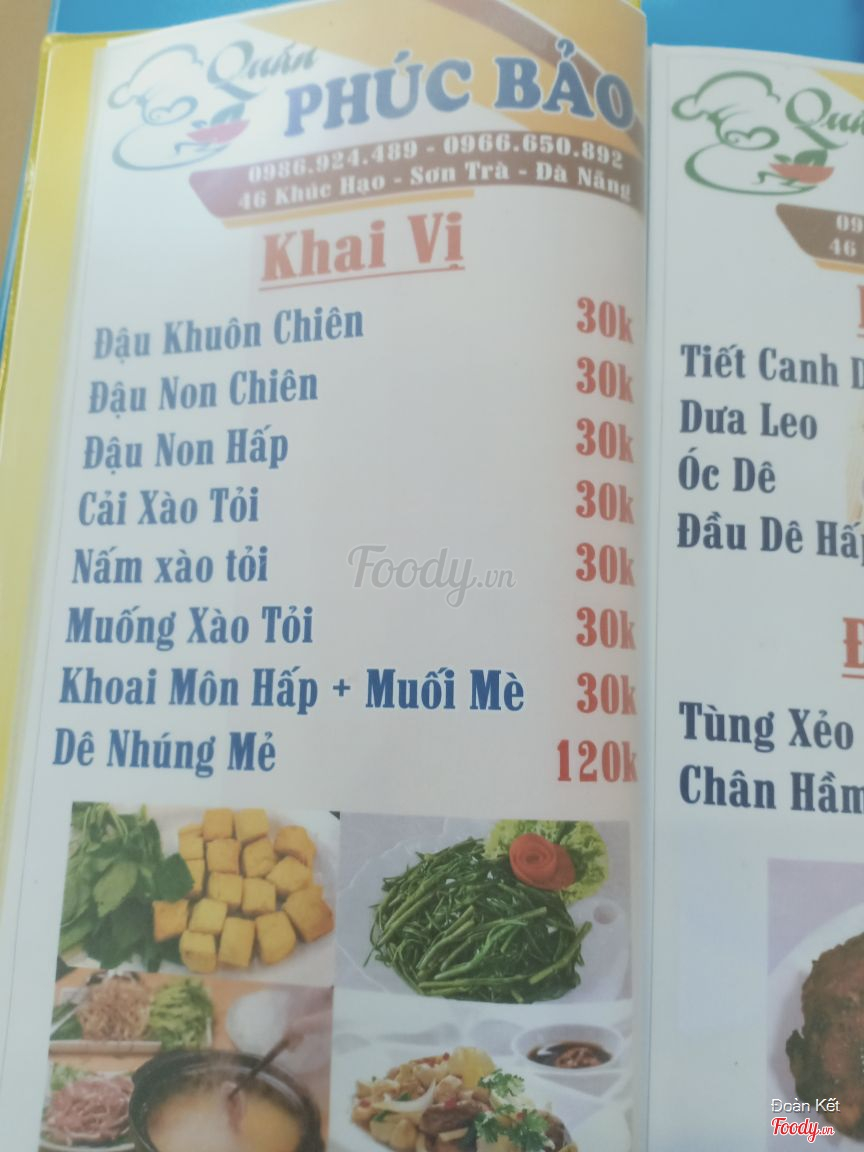 Quán
PHÚC BẢO
0986.924.489 - 0966.650.892
46 Khúc Hạo - Sơn Trà - Đà Nẵng
Khai Vị
Đậu Khuôn Chiên 30k
Đậu Non Chiên 30k
Đậu Non Hấp 30k
Cải Xào Tỏi 30k
Nấm xào tỏi 30k
Muống Xào Tỏi 30k
Khoai Môn Hấp + Muối Mè 30k
Dê Nhúng Mẻ 120k
Foody.vn
09
46
Tiết Canh
Dưa Leo
Óc Dê
Đầu Dê Hấp
Tùng Xẻo
Chân Hầm
Đoàn Kết
Foody.vn